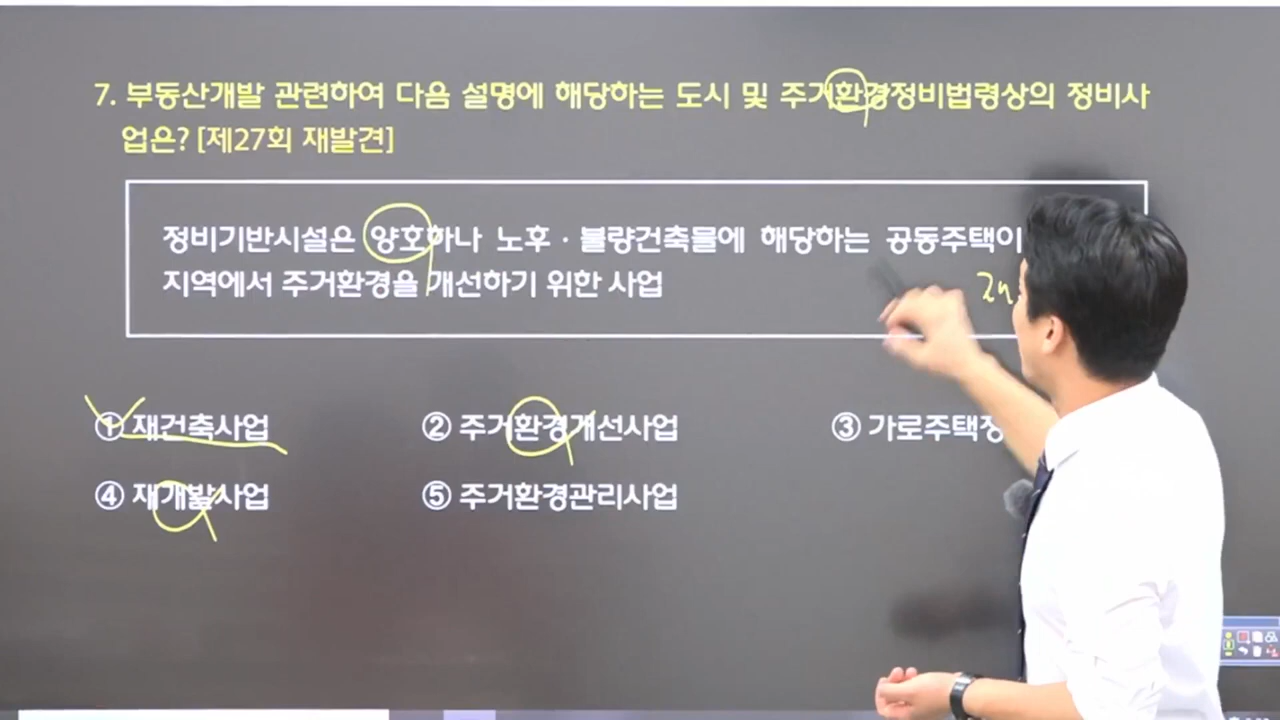 7. 부동산개발 관련하여 다음 설명에 해당하는 도시 및 주거환경정비법령상의 정비사
업은? [제27회 재발견]
정비기반시설은 양호하나 노후 · 불량건축물에 해당하는 공동주택이
지역에서 주거환경을 개선하기 위한 사업
① 재건축사업 ② 주거환경개선사업 ③ 가로주택정
④ 재개발사업 ⑤ 주거환경관리사업